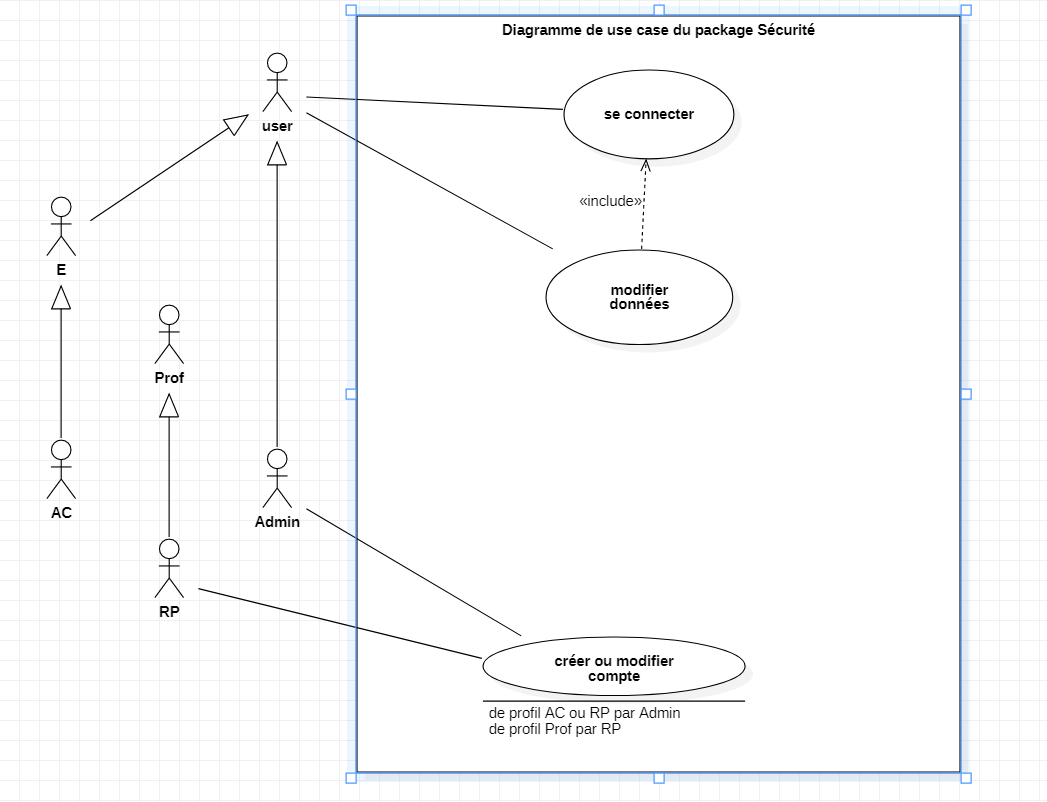 Diagramme de use case du package Sécurité
user
se connecter
«include»
E
modifier
données
Prof
AC
Admin
RP
créer ou modifier
compte
de profil AC ou RP par Admin
de profil Prof par RP